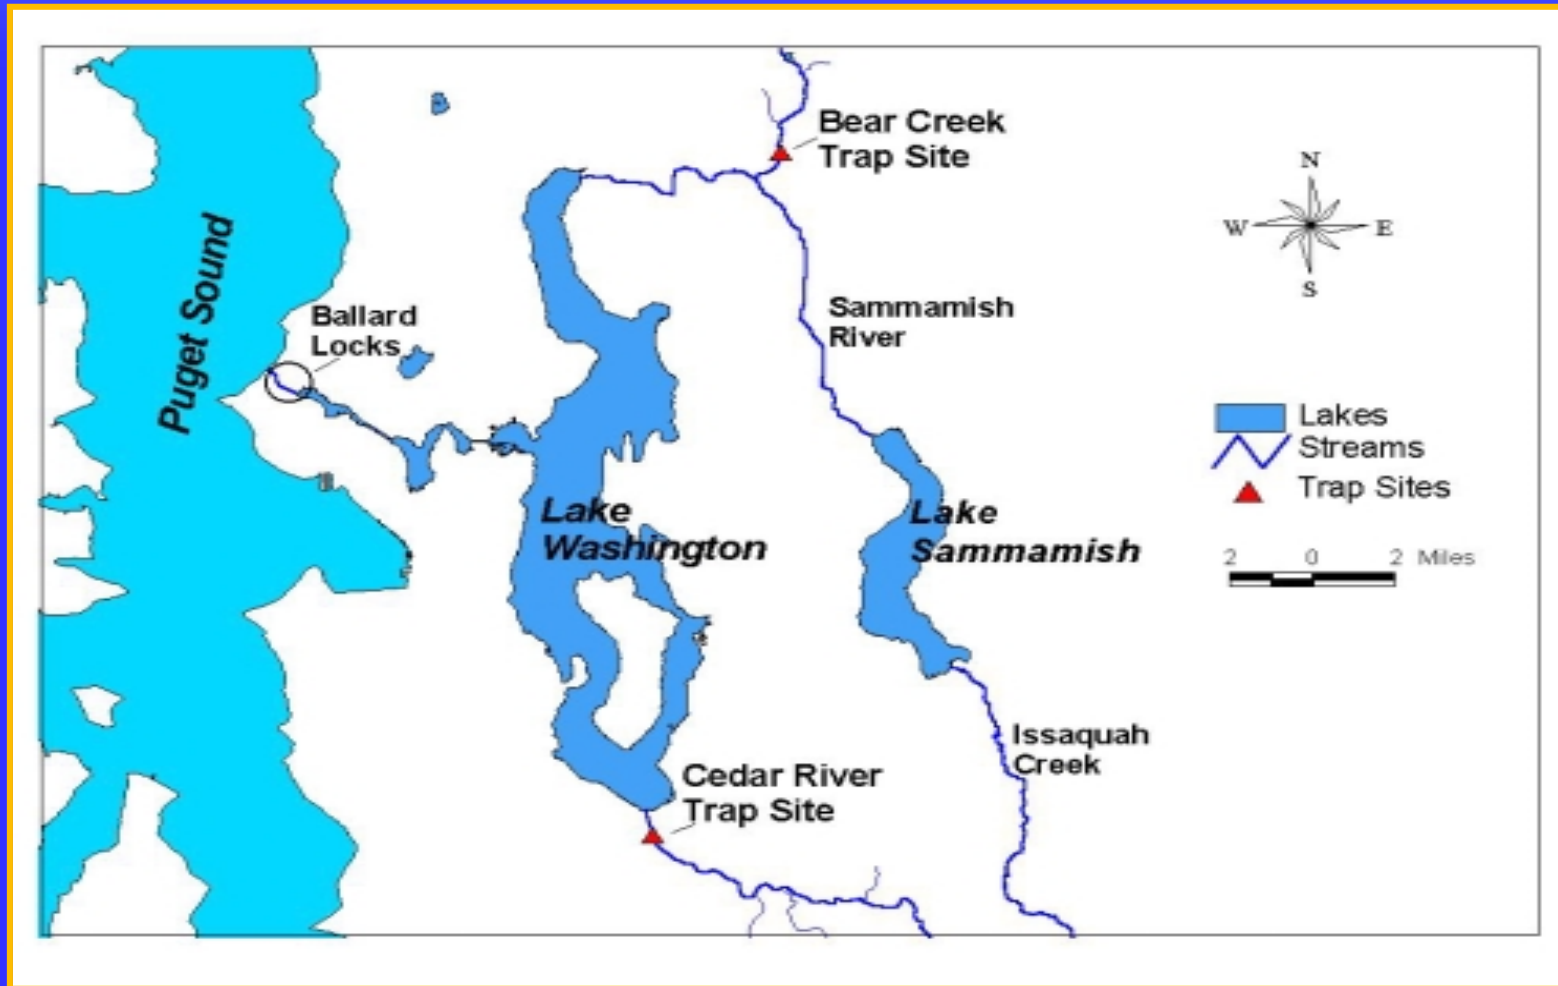 Bear Creek
Trap Site
N
W
E
S
Puget Sound
Ballard
Locks
Sammamish
River
Lakes
Streams
Trap Sites
Lake
Washington
Lake
Sammamish
2 0 2 Miles
Issaquah
Creek
Cedar River
Trap Site